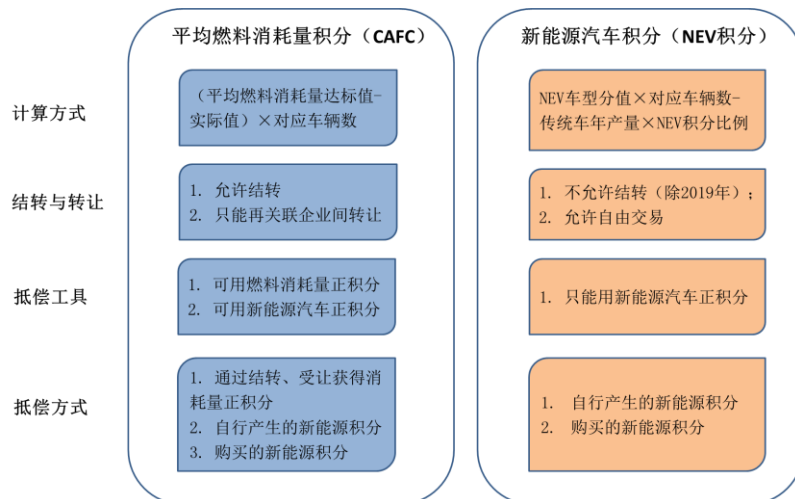 平均燃料消耗量积分（CAFC）
新能源汽车积分（NEV积分）
计算方式
（平均燃料消耗量达标值-
实际值）×对应车辆数
NEV车型分值×对应车辆数-
传统车年产量×NEV积分比例
结转与转让
1. 允许结转
2. 只能再关联企业间转让
1. 不允许结转（除2019年）；
2. 允许自由交易
抵偿工具
1. 可用燃料消耗量正积分
2. 可用新能源汽车正积分
1. 只能用新能源汽车正积分
抵偿方式
1. 通过结转、受让获得消
耗量正积分
2. 自行产生的新能源积分
3. 购买的新能源积分
1. 自行产生的新能源积分
2. 购买的新能源积分